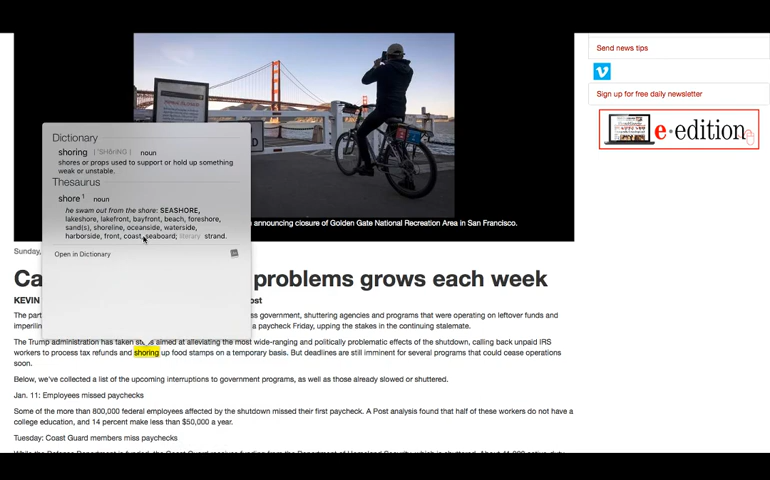 Send news tips
Sign up for free daily newsletter
e-edition
Dictionary
shoring | ˈSHôriNG | noun
shores or props used to support or hold up something
weak or unstable.
Thesaurus
shore¹ noun
he swam out from the shore: SEASHORE,
lakeshore, lakefront, bayfront, beach, foreshore,
sand(s), shoreline, oceanside, waterside,
harborside, front, coast, seaboard; literary strand.
Open in Dictionary
announcing closure of Golden Gate National Recreation Area in San Francisco.
Sunday,
Ca problems grows each week
KEVIN ost
The part ss government, shuttering agencies and programs that were operating on leftover funds and
imperilin a paycheck Friday, upping the stakes in the continuing stalemate.
The Trump administration has taken aimed at alleviating the most wide-ranging and politically problematic effects of the shutdown, calling back unpaid IRS
workers to process tax refunds and shoring up food stamps on a temporary basis. But deadlines are still imminent for several programs that could cease operations
soon.
Below, we've collected a list of the upcoming interruptions to government programs, as well as those already slowed or shuttered.
Jan. 11: Employees missed paychecks
Some of the more than 800,000 federal employees affected by the shutdown missed their first paycheck. A Post analysis found that half of these workers do not have a
college education, and 14 percent make less than $50,000 a year.
Tuesday: Coast Guard members miss paychecks